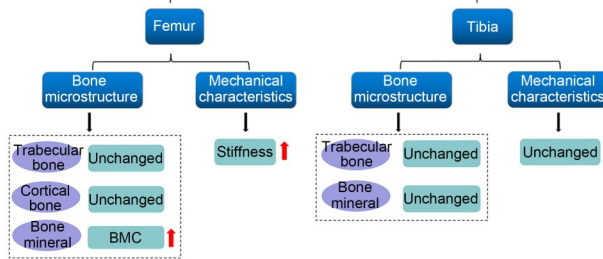 Femur
Tibia
Bone
microstructure
Mechanical
characteristics
Bone
microstructure
Mechanical
characteristics
Trabecular
bone
Unchanged
Stiffness
Trabecular
bone
Unchanged
Unchanged
Cortical
bone
Unchanged
Bone
mineral
Unchanged
Bone
mineral
BMC